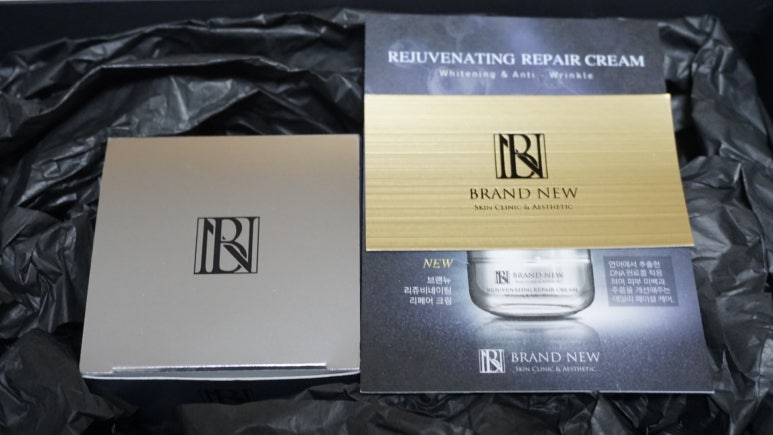 REJUVENATING REPAIR CREAM
Whitening & Anti - Wrinkle
BRAND NEW
SKIN CLINIC & AESTHETIC
NEW
브랜뉴
리쥬비네이팅
리페어 크림
BRAND NEW
REJUVENATING REPAIR CREAM
연어에서 추출한
DNA원료를 적용
하여 피부 미백과
주름을 개선해주는
데일리 페이셜 케어.
BRAND NEW
SKIN CLINIC & AESTHETIC